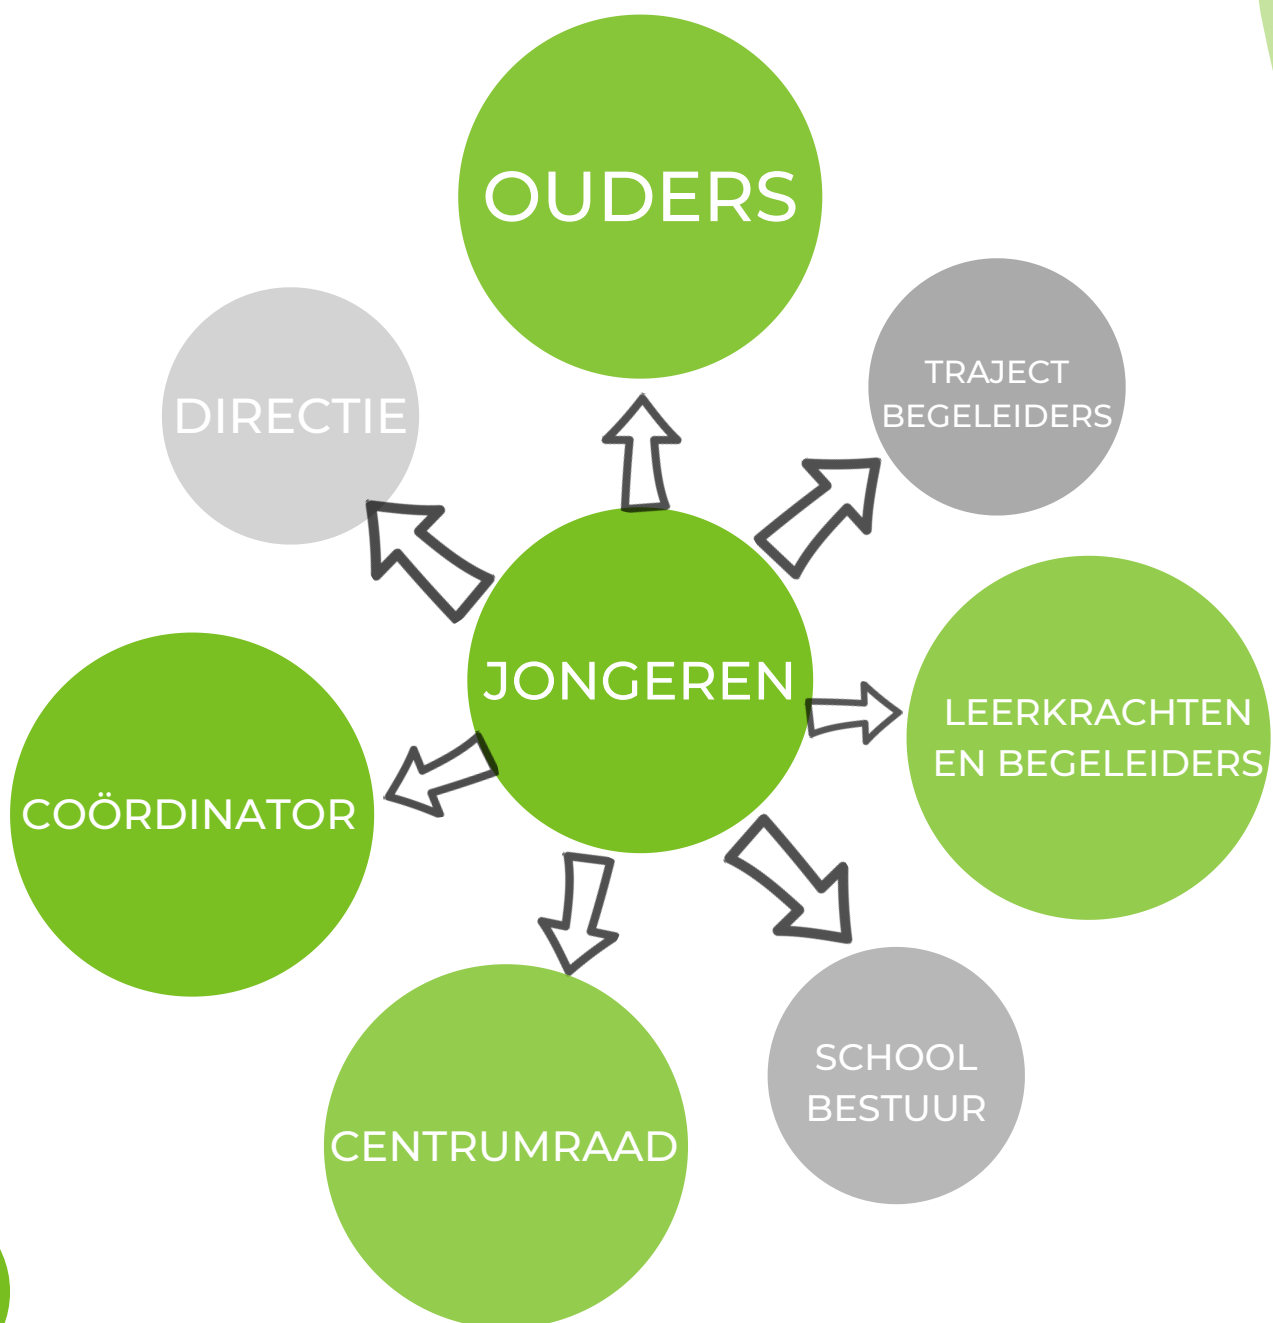 OUDERS
TRAJECT
BEGELEIDERS
DIRECTIE
JONGEREN
LEERKRACHTEN
EN BEGELEIDERS
COÖRDINATOR
SCHOOL
BESTUUR
CENTRUMRAAD